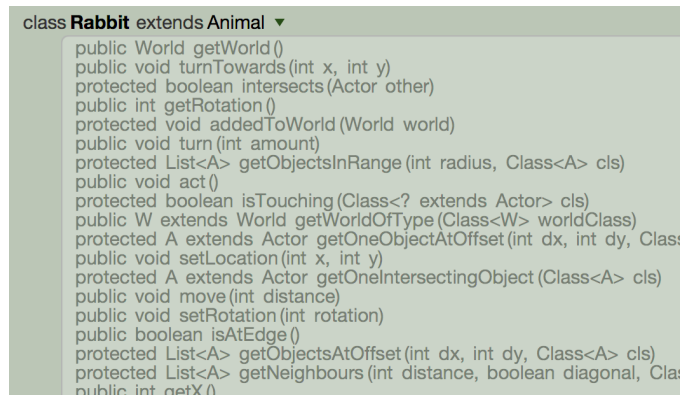 class Rabbit extends Animal ▼
public World getWorld()
public void turnTowards(int x, int y)
protected boolean intersects(Actor other)
public int getRotation()
protected void addedToWorld(World world)
public void turn(int amount)
protected List<A> getObjectsInRange(int radius, Class<A> cls)
public void act()
protected boolean isTouching(Class<? extends Actor> cls)
public W extends World getWorldOfType(Class<W> worldClass)
protected A extends Actor getOneObjectAtOffset(int dx, int dy, Clas
public void setLocation(int x, int y)
protected A extends Actor getOneIntersectingObject(Class<A> cls)
public void move(int distance)
public void setRotation(int rotation)
public boolean isAtEdge()
protected List<A> getObjectsAtOffset(int dx, int dy, Class<A> cls)
protected List<A> getNeighbours(int distance, boolean diagonal, Cla
public int getX()